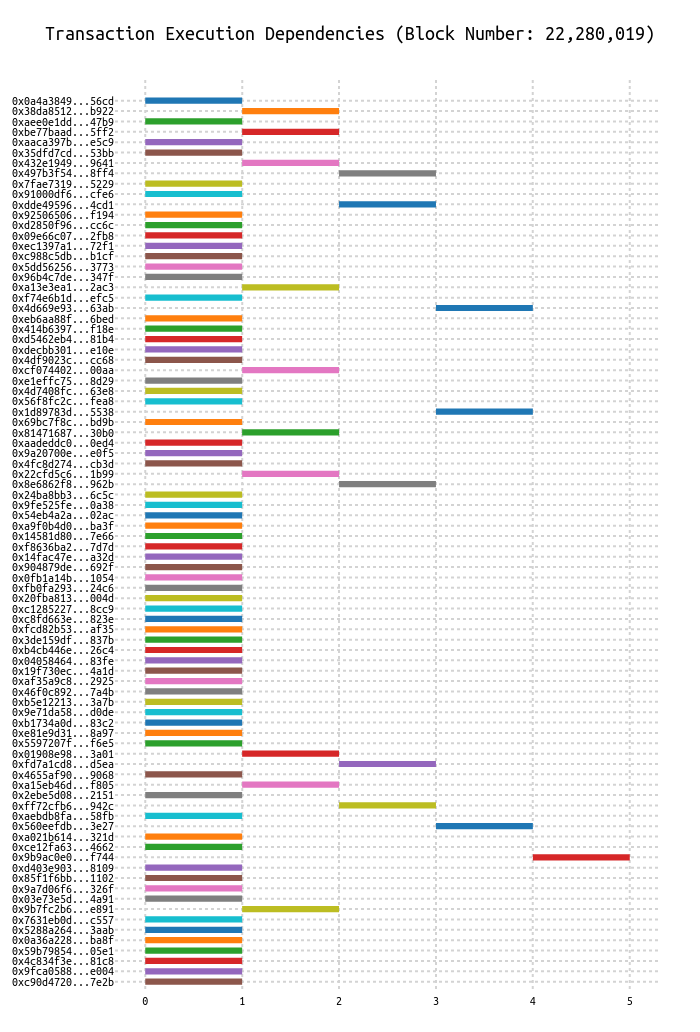 Transaction Execution Dependencies (Block Number: 22,280,019)
0x0a4a3849...56cd
0x38da8512...b922
0xaee0e1dd...47b9
0xbe77baad...5ff2
0xaaca397b...e5c9
0x35dfd7cd...53bb
0x432e1949...9641
0x497b3f54...8ff4
0x7fae7319...5229
0x91000df6...cfe6
0xdde49596...4cd1
0x92506506...f194
0xd2850f96...cc6c
0x09e66c07...2fb8
0xec1397a1...72f1
0xc988c5db...b1cf
0x5dd56256...3773
0x96b4c7de...347f
0xa13e3ea1...2ac3
0xf74e6b1d...efc5
0x4d669e93...63ab
0xeb6aa88f...6bed
0x414b6397...f18e
0xd5462eb4...81b4
0xdecbb301...e10e
0x4df9023c...cc68
0xcf074402...00aa
0xe1effc75...8d29
0x4d7408fc...63e8
0x56f8fc2c...fea8
0x1d89783d...5538
0x69bc7f8c...bd9b
0x81471687...30b0
0xaadeddc0...0ed4
0x9a20700e...e0f5
0x4fc8d274...cb3d
0x22cfd5c6...1b99
0x8e6862f8...962b
0x24ba8bb3...6c5c
0x9fe525fe...0a38
0x54eb4a2a...02ac
0xa9f0b4d0...ba3f
0x14581d80...7e66
0xf8636ba2...7d7d
0x14fac47e...a32d
0x904879de...692f
0x0fb1a14b...1054
0xfb0fa293...24c6
0x20fba813...004d
0xc1285227...8cc9
0xc8fd663e...823e
0xfcd82b53...af35
0x3de159df...837b
0xb4cb446e...26c4
0x04058464...83fe
0x19f730ec...4a1d
0xaf35a9c8...2925
0x46f0c892...7a4b
0xb5e12213...3a7b
0x9e71da58...d0de
0xb1734a0d...83c2
0xe81e9d31...8a97
0x5597207f...f6e5
0x01908e98...3a01
0xfd7a1cd8...d5ea
0x4655af90...9068
0xa15eb46d...f805
0x2ebe5d08...2151
0xff72cfb6...942c
0xaebdb8fa...58fb
0x560eefdb...3e27
0xa021b614...321d
0xce12fa63...4662
0x9b9ac0e0...f744
0xd403e903...8109
0x85f1f6bb...1102
0x9a7d06f6...326f
0x03e73e5d...4a91
0x9b7fc2b6...e891
0x7631eb0d...c557
0x5288a264...3aab
0x0a36a228...ba8f
0x59b79854...05e1
0x4c834f3e...81c8
0x9fca0588...e004
0xc90d4720...7e2b
0 1 2 3 4 5